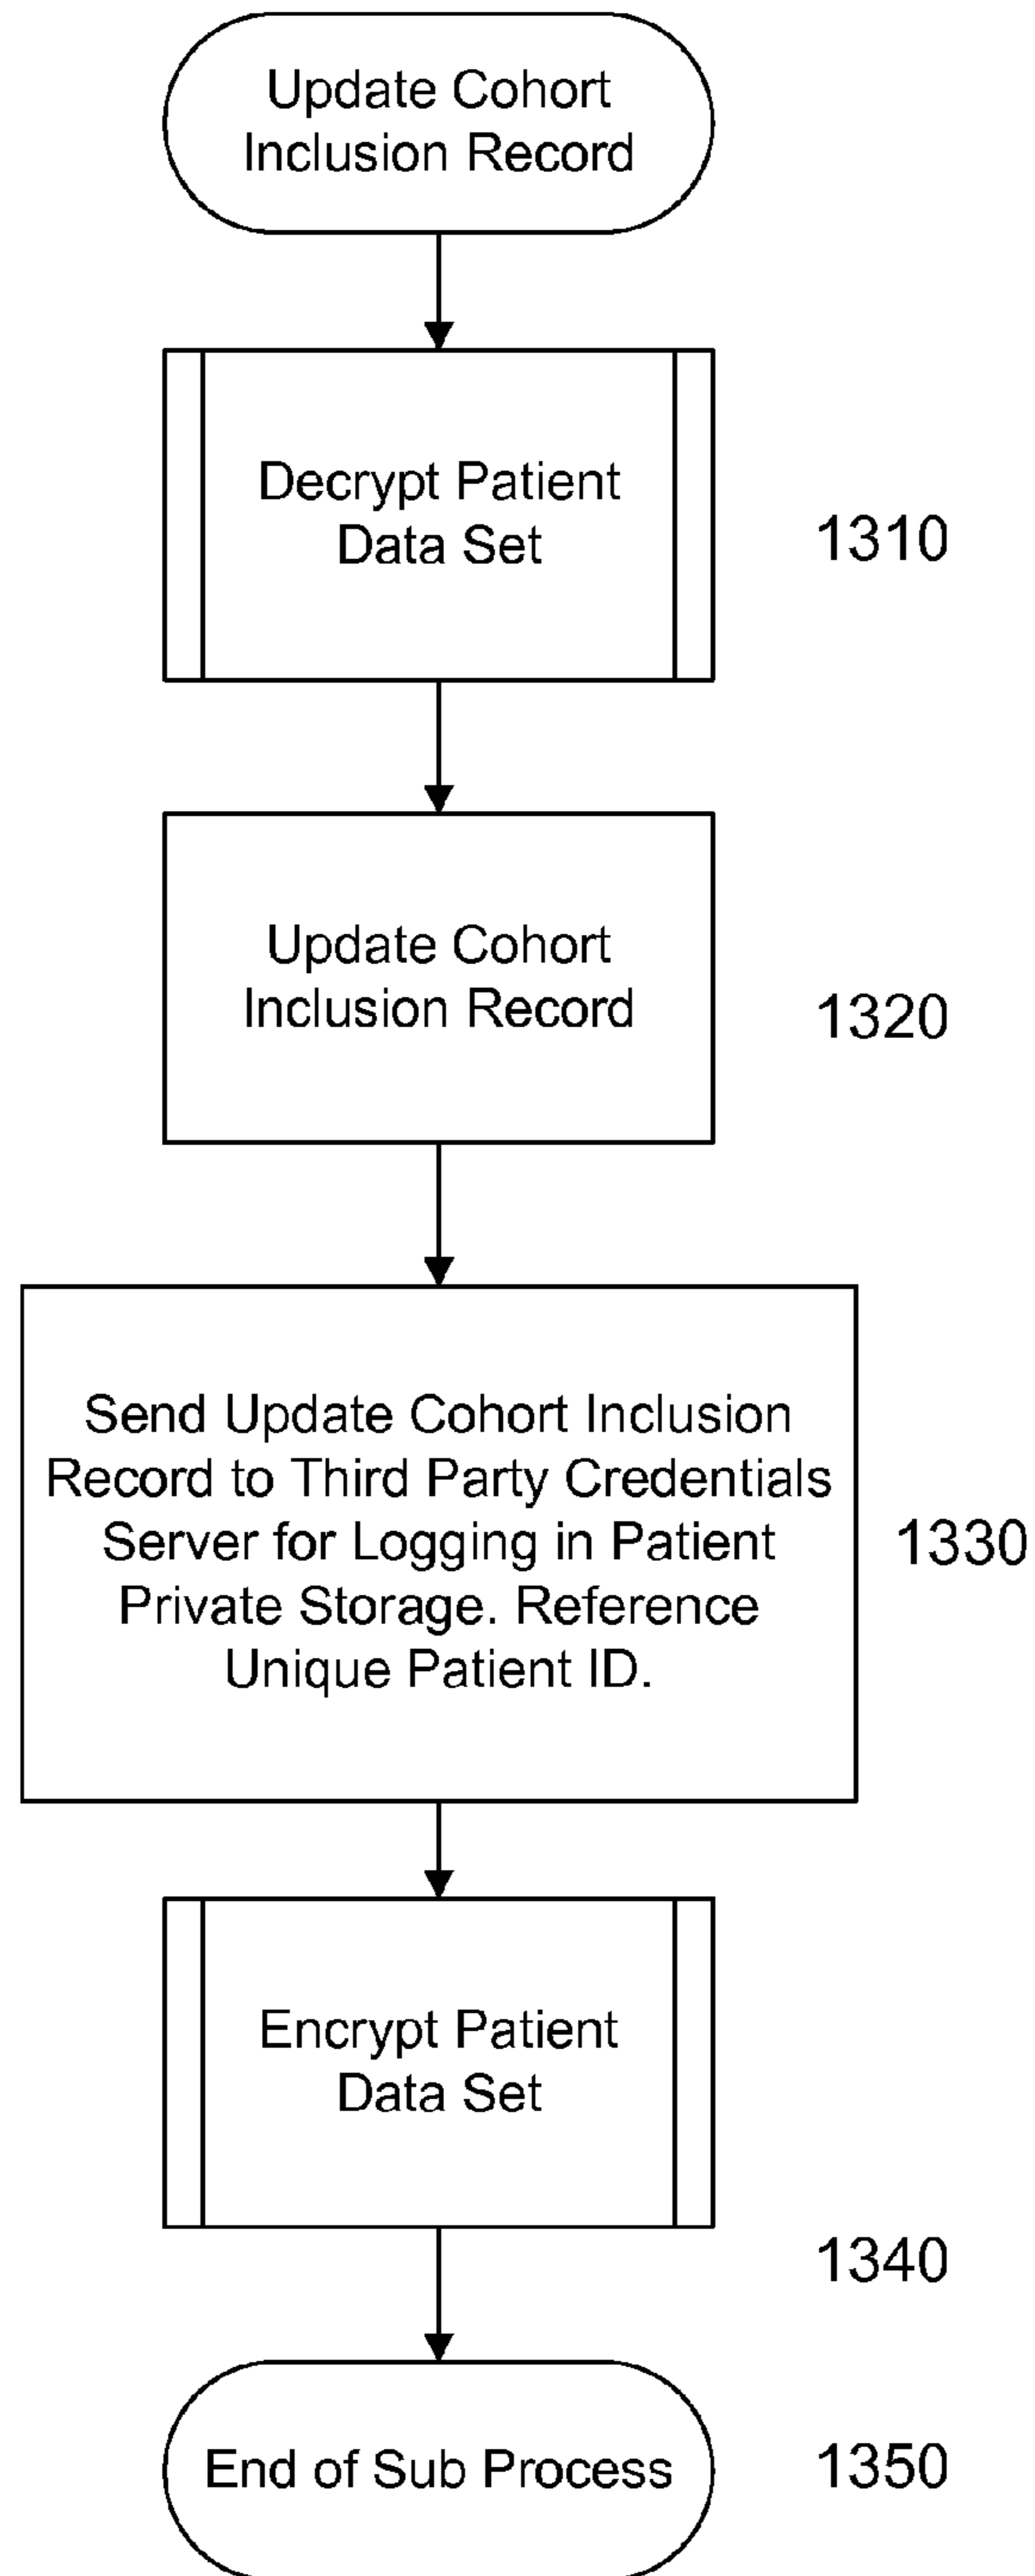 Update Cohort
Inclusion Record
Decrypt Patient
Data Set
1310
Update Cohort
Inclusion Record
1320
Send Update Cohort Inclusion
Record to Third Party Credentials
Server for Logging in Patient
Private Storage. Reference
Unique Patient ID.
1330
Encrypt Patient
Data Set
1340
End of Sub Process
1350